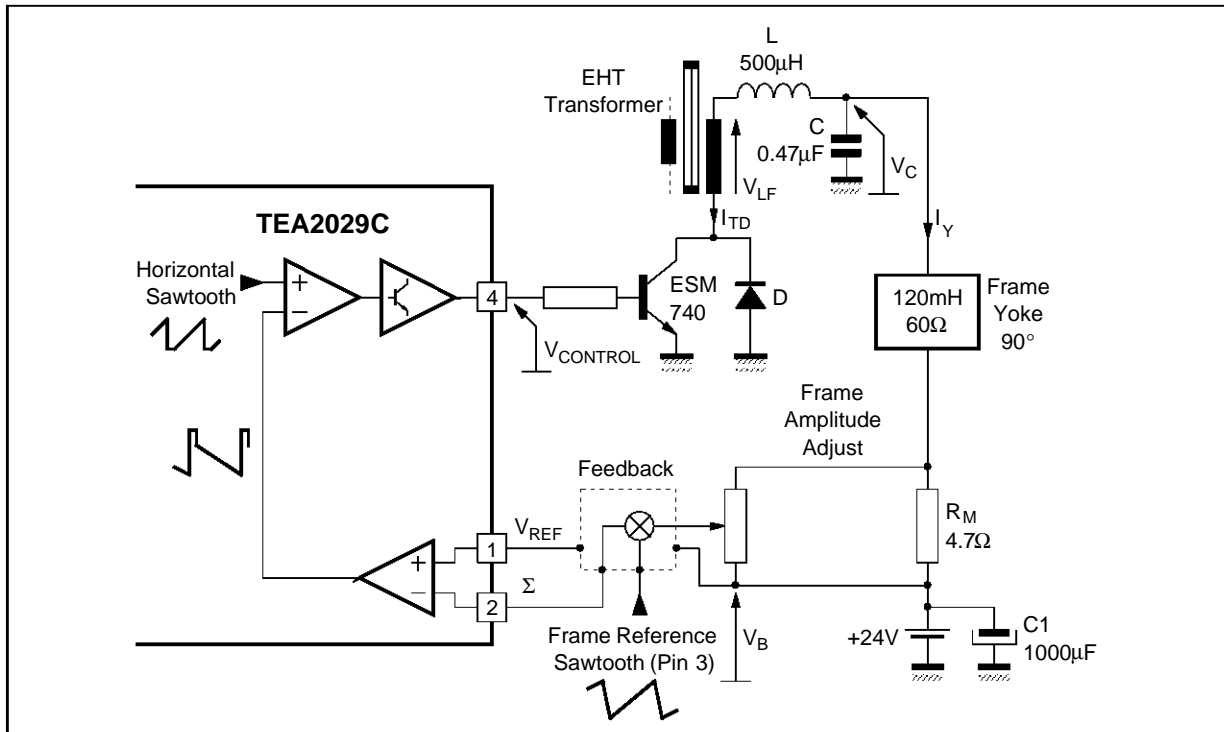 L
500µH
EHT
Transformer
C
0.47µF
V_C
V_LF
I_TD
I_Y
TEA2029C
Horizontal
Sawtooth
+
−
4
V_CONTROL
ESM
740
D
120mH
60Ω
Frame
Yoke
90°
Frame
Amplitude
Adjust
Feedback
V_REF
1
+
−
Σ
2
R_M
4.7Ω
Frame Reference
Sawtooth (Pin 3)
V_B
+24V
C1
1000µF